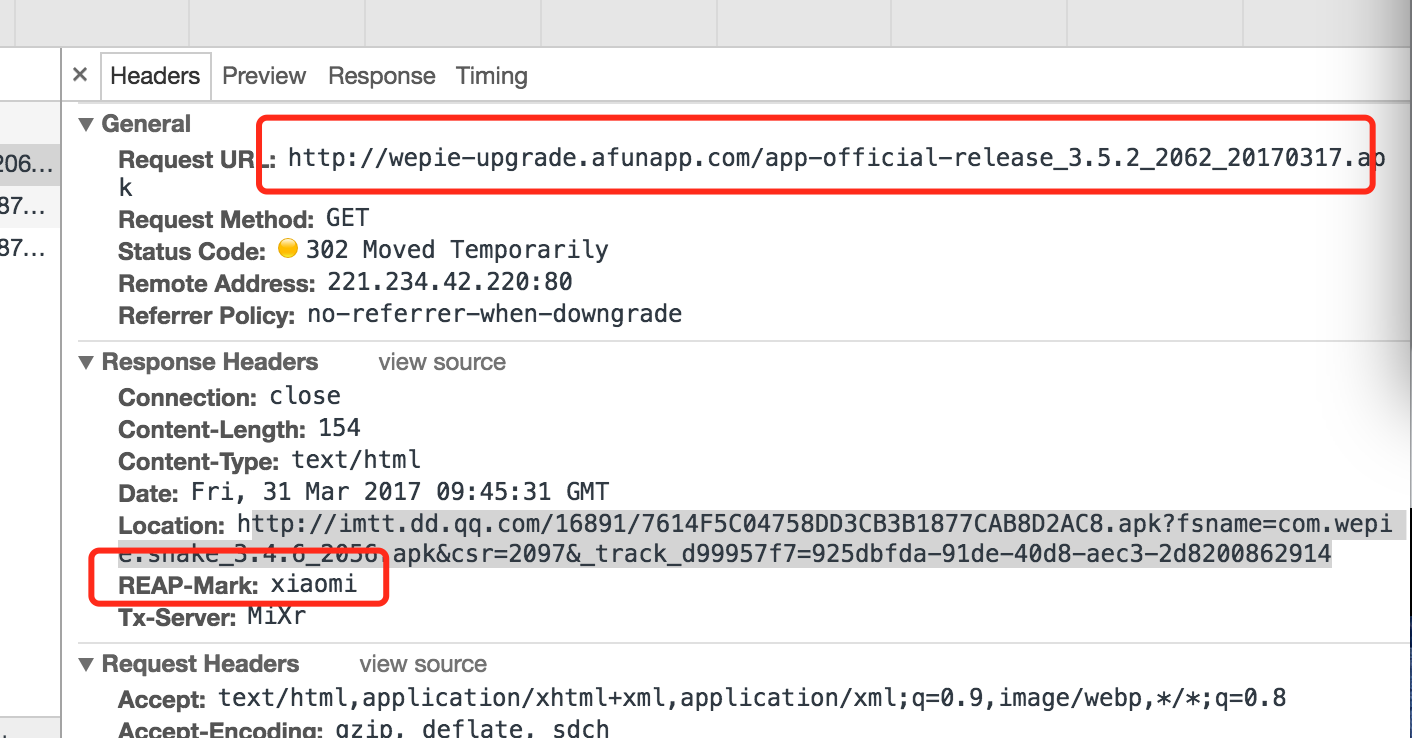 × Headers Preview Response Timing
▼ General
Request URL: http://wepie-upgrade.afunapp.com/app-official-release_3.5.2_2062_20170317.ap
206...
k
87...
Request Method: GET
87...
Status Code: 302 Moved Temporarily
Remote Address: 221.234.42.220:80
Referrer Policy: no-referrer-when-downgrade
▼ Response Headers view source
Connection: close
Content-Length: 154
Content-Type: text/html
Date: Fri, 31 Mar 2017 09:45:31 GMT
Location: http://imtt.dd.qq.com/16891/7614F5C04758DD3CB3B1877CAB8D2AC8.apk?fsname=com.wepi
e.snake_3.4.6_2056.apk&csr=2097&_track_d99957f7=925dbfda-91de-40d8-aec3-2d8200862914
REAP-Mark: xiaomi
Tx-Server: MiXr
▼ Request Headers view source
Accept: text/html,application/xhtml+xml,application/xml;q=0.9,image/webp,*/*;q=0.8
Accept-Encoding: gzip, deflate, sdch